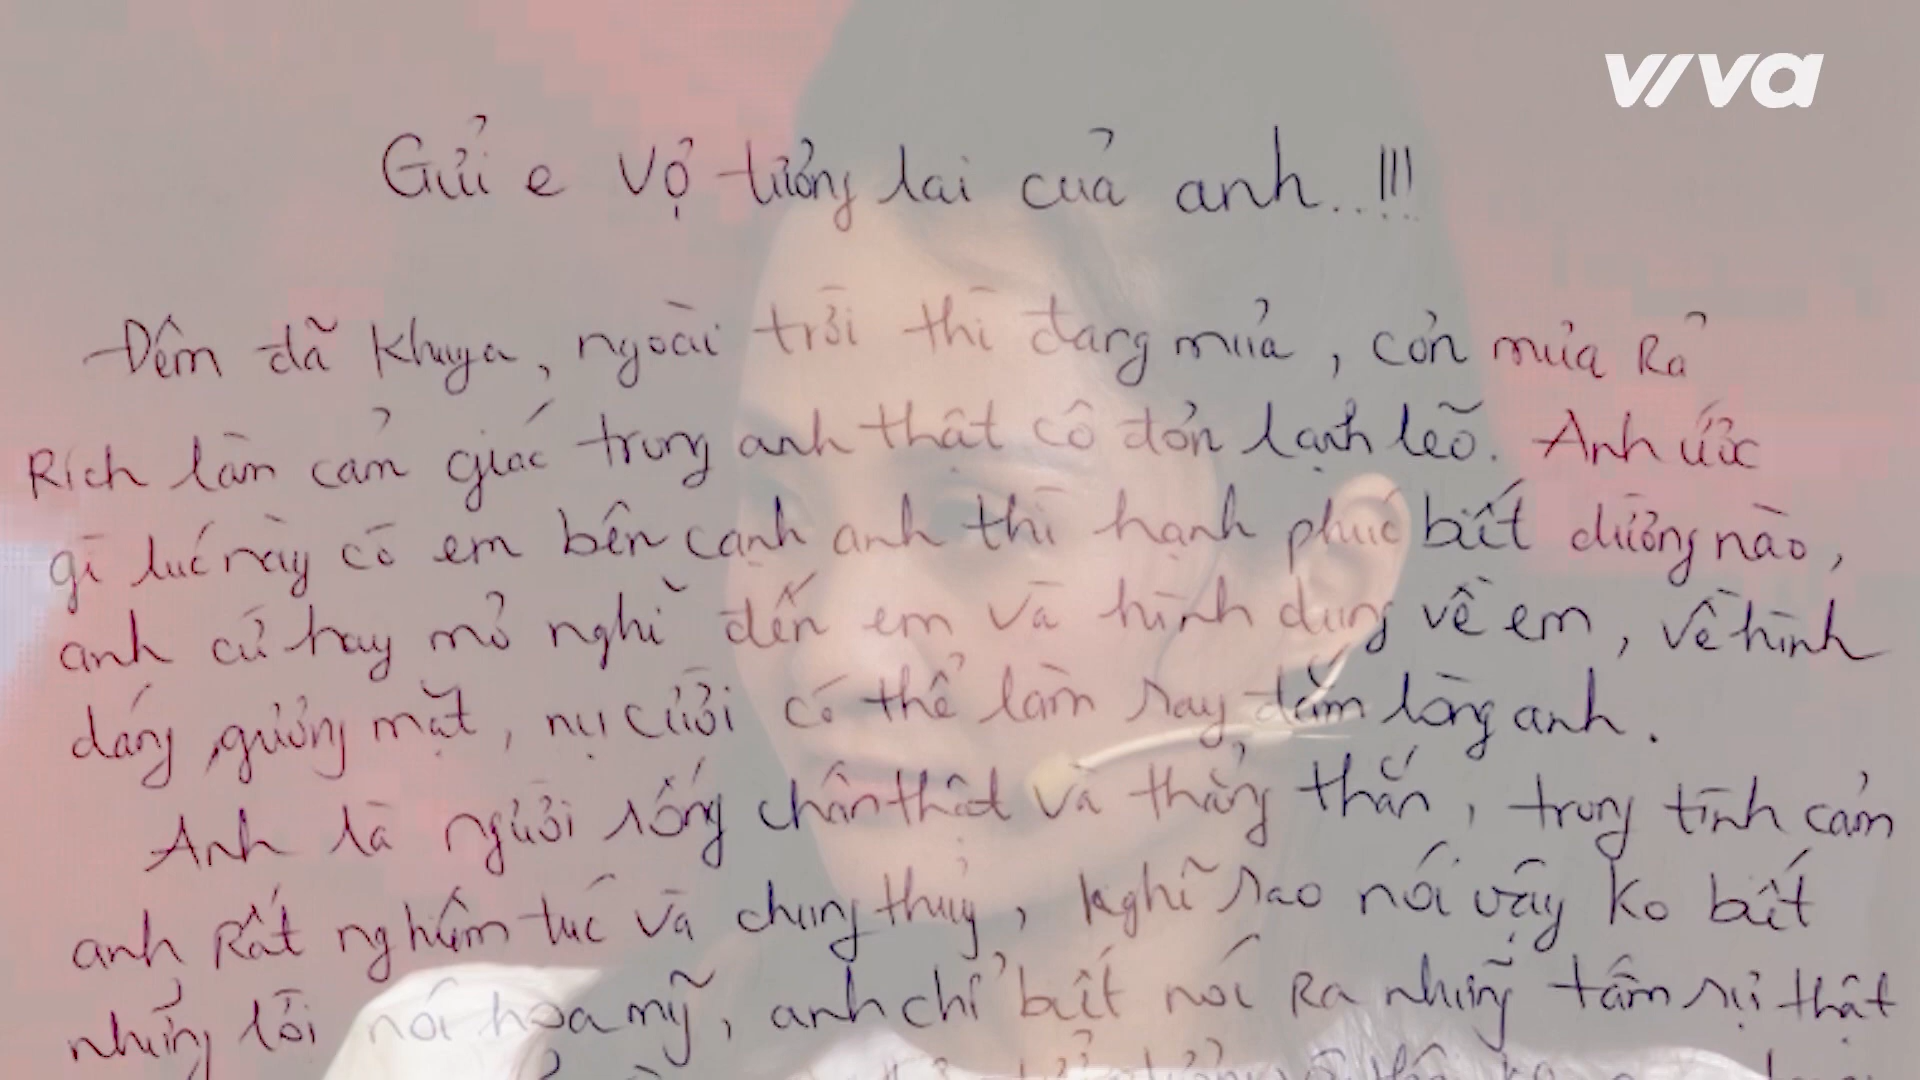 VIVA
Gửi e vợ tương lai của anh..!!!
Đêm đã khuya, ngoài trời thì đang mưa, cơn mưa Rả
Rích làm cảm giác trong anh thật cô đơn lạnh lẽo. Anh ước
gì lúc này có em bên cạnh anh thì hạnh phúc biết dường nào,
anh cứ hay mơ nghĩ đến em và hình dung về em, về hình
dáng, gương mặt, nụ cười có thể làm say đắm lòng anh.
Anh là người sống chân thật và thẳng thắn, trong tình cảm
anh Rất nghiêm túc và chung thủy, nghĩ sao nói vậy ko biết
những lời nói hoa mỹ, anh chỉ biết nói Ra những tâm sự thật